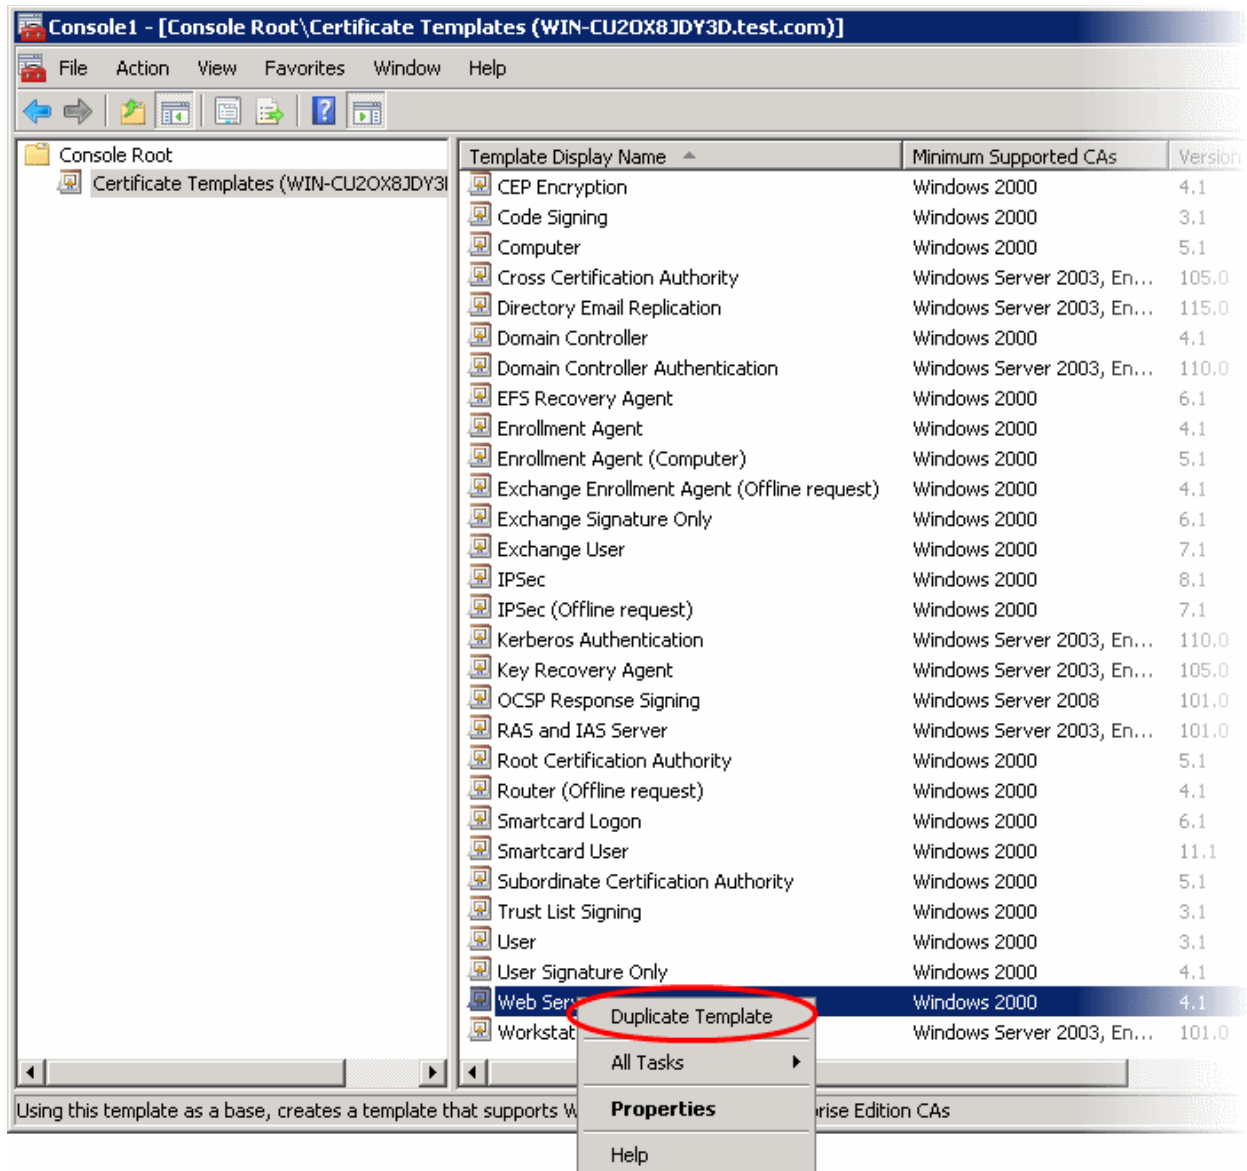 Console1 - [Console Root\Certificate Templates (WIN-CU2OX8JDY3D.test.com)]
File Action View Favorites Window Help
Console Root
Certificate Templates (WIN-CU2OX8JDY3
Template Display Name Minimum Supported CAs Version
CEP Encryption Windows 2000 4.1
Code Signing Windows 2000 3.1
Computer Windows 2000 5.1
Cross Certification Authority Windows Server 2003, En... 105.0
Directory Email Replication Windows Server 2003, En... 115.0
Domain Controller Windows 2000 4.1
Domain Controller Authentication Windows Server 2003, En... 110.0
EFS Recovery Agent Windows 2000 6.1
Enrollment Agent Windows 2000 4.1
Enrollment Agent (Computer) Windows 2000 5.1
Exchange Enrollment Agent (Offline request) Windows 2000 4.1
Exchange Signature Only Windows 2000 6.1
Exchange User Windows 2000 7.1
IPSec Windows 2000 8.1
IPSec (Offline request) Windows 2000 7.1
Kerberos Authentication Windows Server 2003, En... 110.0
Key Recovery Agent Windows Server 2003, En... 105.0
OCSP Response Signing Windows Server 2008 101.0
RAS and IAS Server Windows Server 2003, En... 101.0
Root Certification Authority Windows 2000 5.1
Router (Offline request) Windows 2000 4.1
Smartcard Logon Windows 2000 6.1
Smartcard User Windows 2000 11.1
Subordinate Certification Authority Windows 2000 5.1
Trust List Signing Windows 2000 3.1
User Windows 2000 3.1
User Signature Only Windows 2000 4.1
Web Ser Windows 2000 4.1
Workstat Windows Server 2003, En... 101.0
Duplicate Template
All Tasks
Properties
Help
Using this template as a base, creates a template that supports W prise Edition CAs